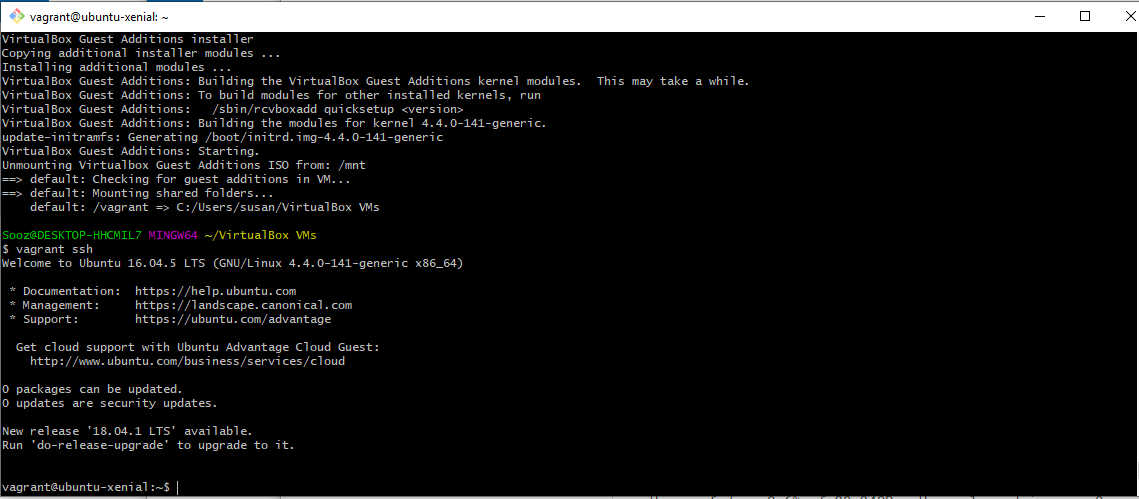 vagrant@ubuntu-xenial: ~
VirtualBox Guest Additions installer
Copying additional installer modules ...
Installing additional modules ...
VirtualBox Guest Additions: Building the VirtualBox Guest Additions kernel modules.  This may take a while.
VirtualBox Guest Additions: To build modules for other installed kernels, run
VirtualBox Guest Additions:   /sbin/rcvboxadd quicksetup <version>
VirtualBox Guest Additions: Building the modules for kernel 4.4.0-141-generic.
update-initramfs: Generating /boot/initrd.img-4.4.0-141-generic
VirtualBox Guest Additions: Starting.
Unmounting Virtualbox Guest Additions ISO from: /mnt
==> default: Checking for guest additions in VM...
==> default: Mounting shared folders...
    default: /vagrant => C:/Users/susan/VirtualBox VMs
Sooz@DESKTOP-HHCMIL7 MINGW64 ~/VirtualBox VMs
$ vagrant ssh
Welcome to Ubuntu 16.04.5 LTS (GNU/Linux 4.4.0-141-generic x86_64)
 * Documentation:  https://help.ubuntu.com
 * Management:     https://landscape.canonical.com
 * Support:        https://ubuntu.com/advantage
  Get cloud support with Ubuntu Advantage Cloud Guest:
    http://www.ubuntu.com/business/services/cloud
0 packages can be updated.
0 updates are security updates.
New release '18.04.1 LTS' available.
Run 'do-release-upgrade' to upgrade to it.
vagrant@ubuntu-xenial:~$